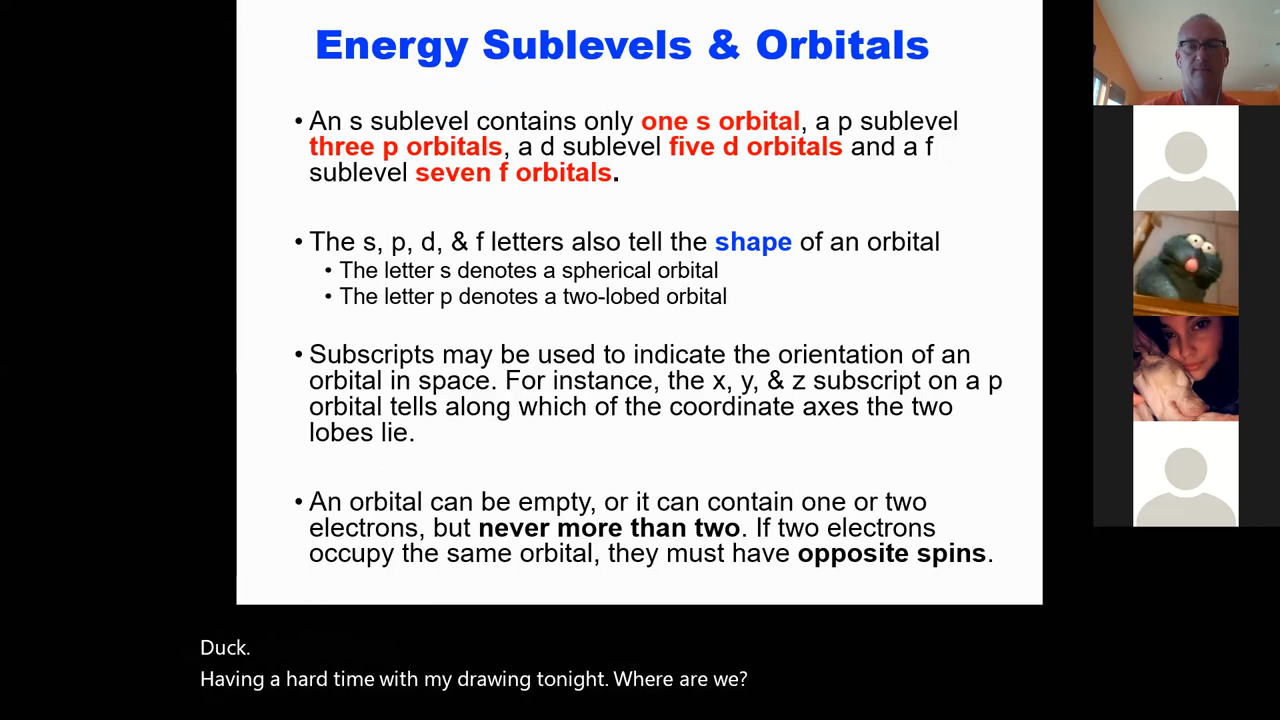 Energy Sublevels & Orbitals
• An s sublevel contains only one s orbital, a p sublevel
three p orbitals, a d sublevel five d orbitals and a f
sublevel seven f orbitals.
• The s, p, d, & f letters also tell the shape of an orbital
• The letter s denotes a spherical orbital
• The letter p denotes a two-lobed orbital
• Subscripts may be used to indicate the orientation of an
orbital in space. For instance, the x, y, & z subscript on a p
orbital tells along which of the coordinate axes the two
lobes lie.
• An orbital can be empty, or it can contain one or two
electrons, but never more than two. If two electrons
occupy the same orbital, they must have opposite spins.
Duck.
Having a hard time with my drawing tonight. Where are we?